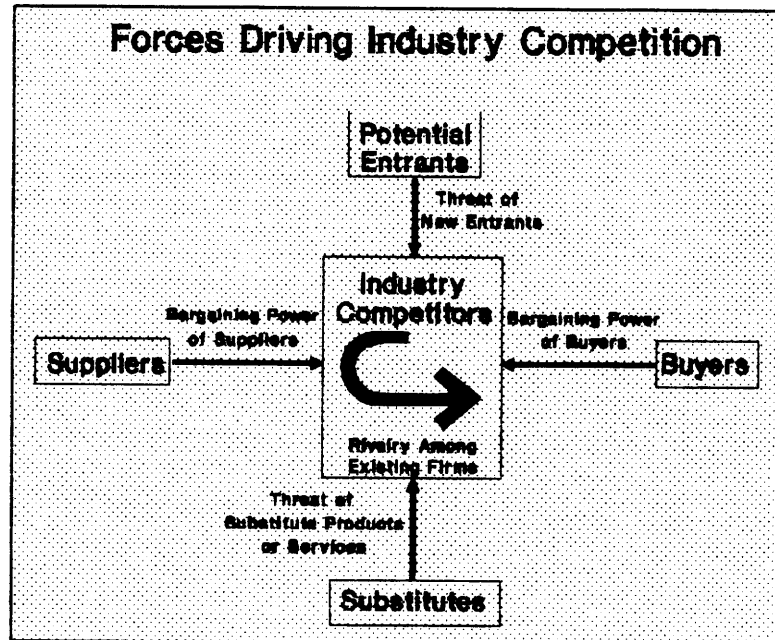 Forces Driving Industry Competition
Potential
Entrants
Threat of
New Entrants
Industry
Competitors
Bargaining Power
of Suppliers
Bargaining Power
of Buyers
Suppliers
Buyers
Rivalry Among
Existing Firms
Threat of
Substitute Products
or Services
Substitutes